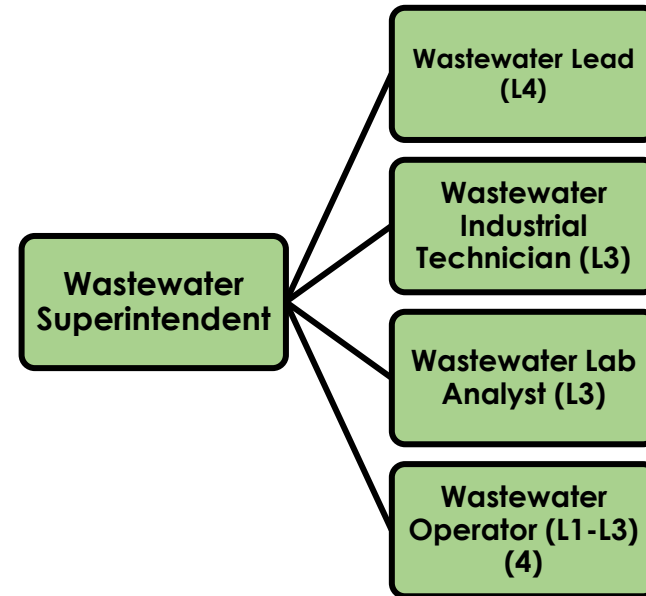 Wastewater Lead
(L4)
Wastewater
Industrial
Technician (L3)
Wastewater
Superintendent
Wastewater Lab
Analyst (L3)
Wastewater
Operator (L1-L3)
(4)